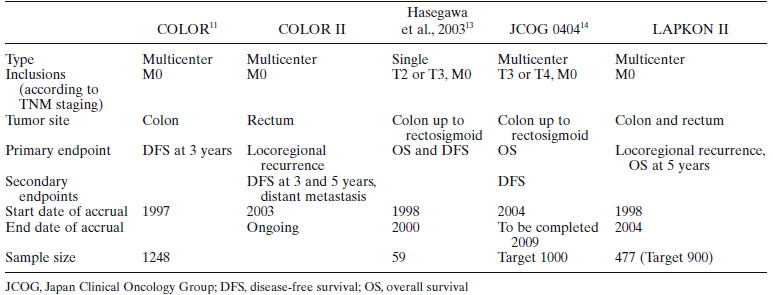 COLOR11 COLOR II Hasegawa et al., 200313 JCOG 040414 LAPKON II
Type Multicenter Multicenter Single Multicenter Multicenter
Inclusions M0 M0 T2 or T3, M0 T3 or T4, M0 M0
(according to
TNM staging)
Tumor site Colon Rectum Colon up to Colon up to Colon and rectum
rectosigmoid rectosigmoid
Primary endpoint DFS at 3 years Locoregional OS and DFS OS Locoregional recurrence,
recurrence OS at 5 years
Secondary DFS at 3 and 5 years, DFS
endpoints distant metastasis
Start date of accrual 1997 2003 1998 2004 1998
End date of accrual Ongoing 2000 To be completed 2004
2009
Sample size 1248 59 Target 1000 477 (Target 900)
JCOG, Japan Clinical Oncology Group; DFS, disease-free survival; OS, overall survival